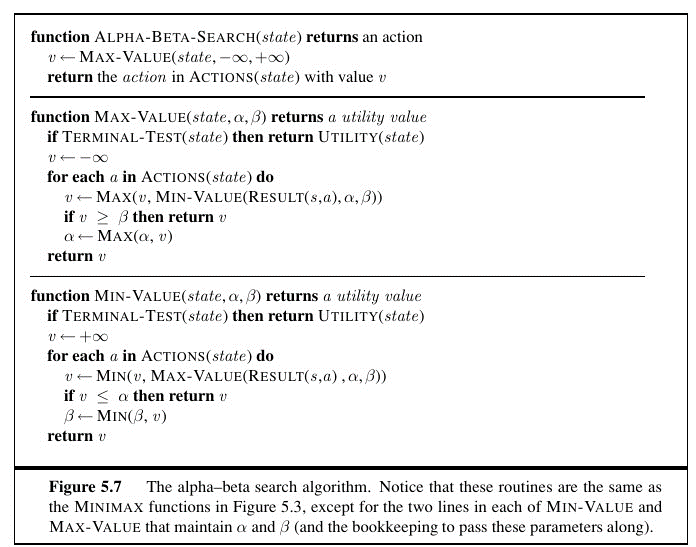 function ALPHA-BETA-SEARCH(state) returns an action
v ← MAX-VALUE(state, −∞, +∞)
return the action in ACTIONS(state) with value v
function MAX-VALUE(state, α, β) returns a utility value
if TERMINAL-TEST(state) then return UTILITY(state)
v ← −∞
for each a in ACTIONS(state) do
v ← MAX(v, MIN-VALUE(RESULT(s,a), α, β))
if v ≥ β then return v
α ← MAX(α, v)
return v
function MIN-VALUE(state, α, β) returns a utility value
if TERMINAL-TEST(state) then return UTILITY(state)
v ← +∞
for each a in ACTIONS(state) do
v ← MIN(v, MAX-VALUE(RESULT(s,a) , α, β))
if v ≤ α then return v
β ← MIN(β, v)
return v
Figure 5.7 The alpha–beta search algorithm. Notice that these routines are the same as
the MINIMAX functions in Figure 5.3, except for the two lines in each of MIN-VALUE and
MAX-VALUE that maintain α and β (and the bookkeeping to pass these parameters along).